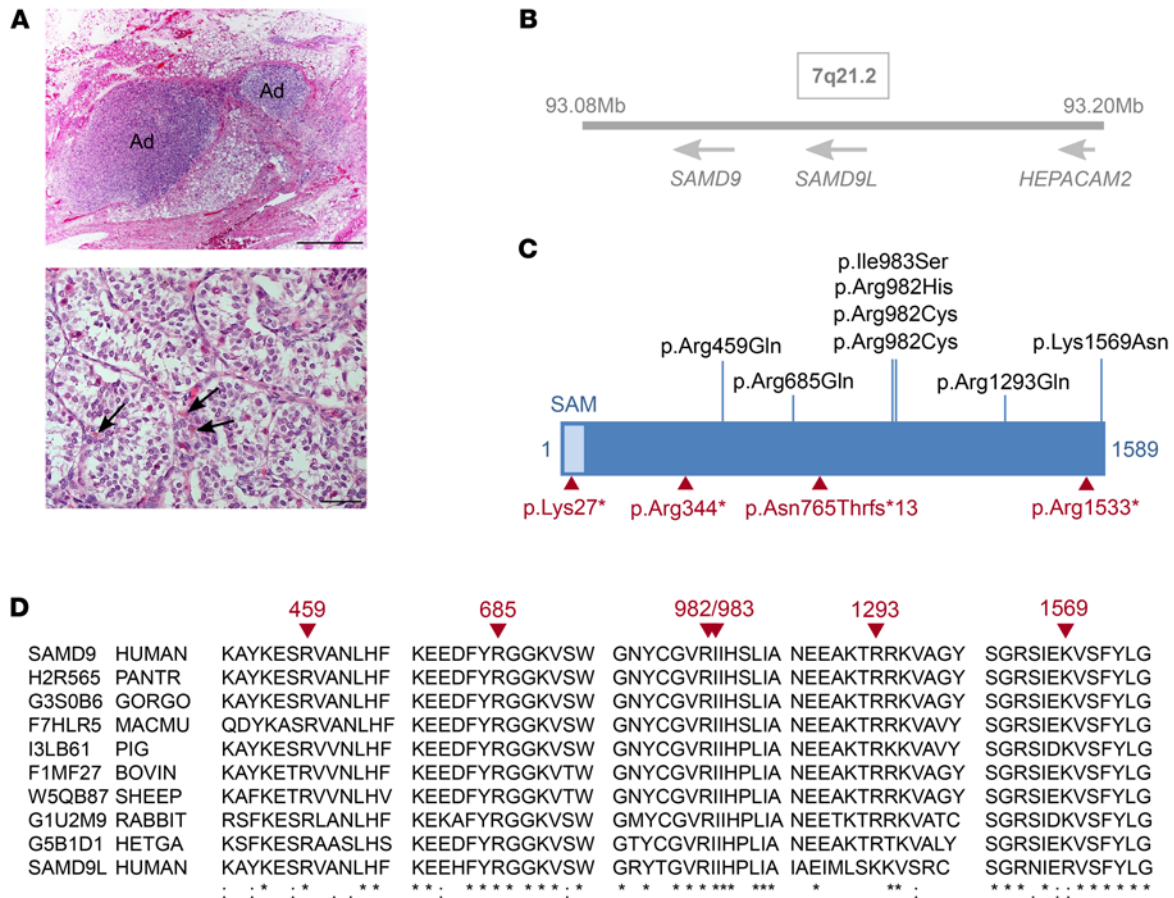 A
Ad
Ad
B
7q21.2
93.08Mb 93.20Mb
SAMD9 SAMD9L HEPACAM2
C
p.Ile983Ser
p.Arg982His
p.Arg982Cys
p.Arg459Gln p.Arg982Cys p.Lys1569Asn
p.Arg685Gln p.Arg1293Gln
SAM
1 1589
p.Lys27* p.Arg344* p.Asn765Thrfs*13 p.Arg1533*
D
459 685 982/983 1293 1569
SAMD9 HUMAN KAYKESRVANLHF KEEDFYRGGKVSW GNYCGVRIIHSLIA NEEAKTRRKVAGY SGRSIEKVSFYLG
H2R565 PANTR KAYKESRVANLHF KEEDFYRGGKVSW GNYCGVRIIHSLIA NEEAKTRRKVAGY SGRSIEKVSFYLG
G3S0B6 GORGO KAYKESRVANLHF KEEDFYRGGKVSW GNYCGVRIIHSLIA NEEAKTRRKVAGY SGRSIEKVSFYLG
F7HLR5 MACMU QDYKASRVANLHF KEEDFYRGGKVSW GNYCGVRIIHSLIA NEEAKTRRKVAVY SGRSIEKVSFYLG
I3LB61 PIG KAYKESRVVNLHF KEEDFYRGGKVSW GNYCGVRIIHPLIA NEEAKTRKKVAVY SGRSIDKVSFYLG
F1MF27 BOVIN KAYKETRVVNLHF KEEDFYRGGKVTW GNYCGVRIIHPLIA NEEAKTRRKVAGY SGRSIDKVSFYLG
W5QB87 SHEEP KAFKETRVVNLHV KEEDFYRGGKVTW GNYCGVRIIHPLIA NEEAKTRRKVAGY SGRSIDKVSFYLG
G1U2M9 RABBIT RSFKESRLANLHF KEKAFYRGGKVSW GMYCGVRIIHPLIA NEETKTRRKVATC SGRSIEKVSFYLG
G5B1D1 HETGA KSFKESRAASLHS KEEDFYRGGKVSW GTYCGVRIIHPLIA NEEAKTRTKVALY SGRSIEKVSFYLG
SAMD9L HUMAN KAYKESRVANLHF KEEHFYRGGKVSW GRYTGVRIIHPLIA IAEIMLSKKVSRC SGRNIERVSFYLG